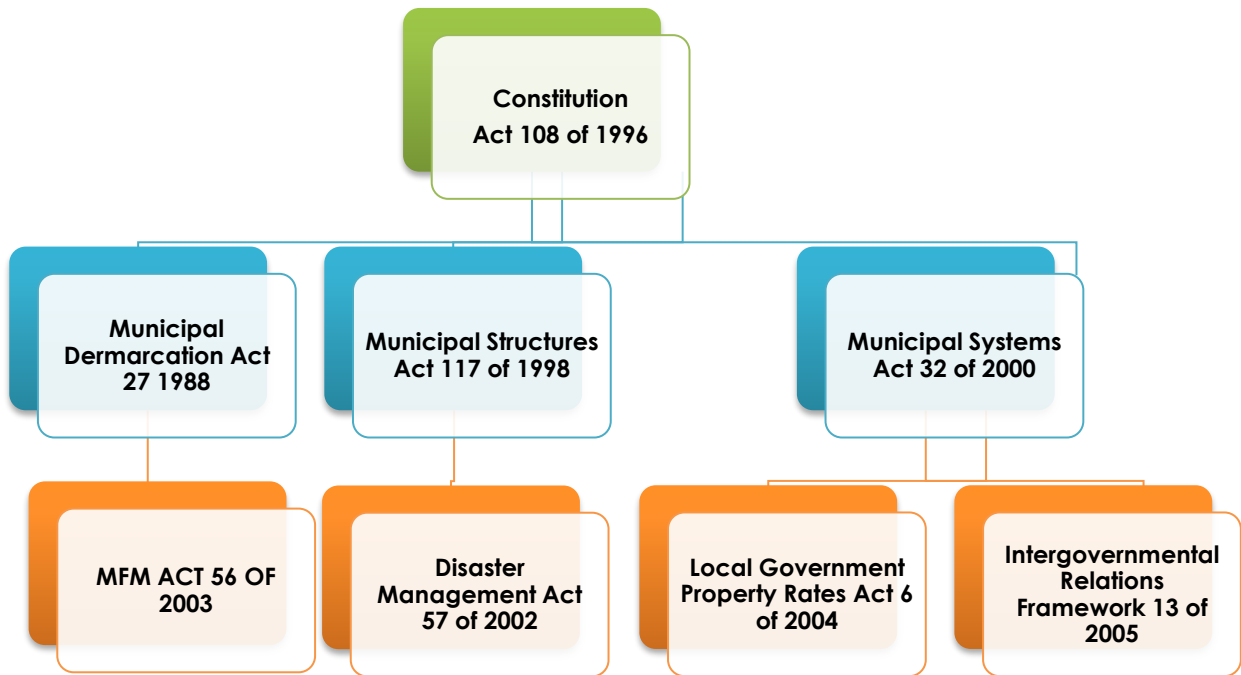 Constitution
Act 108 of 1996
Municipal
Dermarcation Act
27 1988
Municipal Structures
Act 117 of 1998
Municipal Systems
Act 32 of 2000
MFM ACT 56 OF
2003
Disaster
Management Act
57 of 2002
Local Government
Property Rates Act 6
of 2004
Intergovernmental
Relations
Framework 13 of
2005